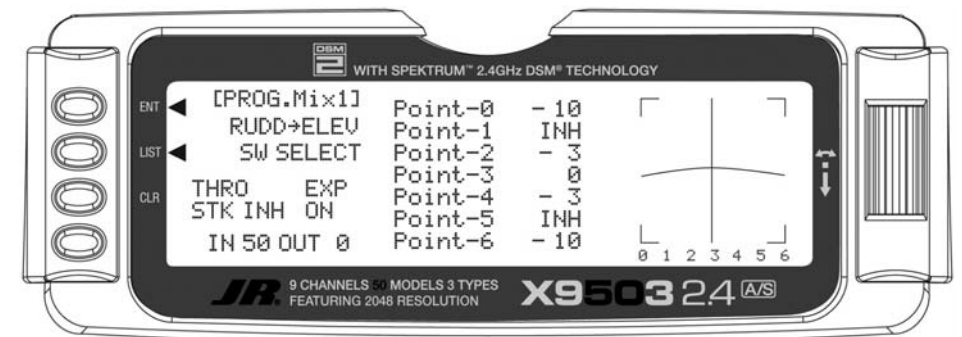 DSM
2
WITH SPEKTRUM™ 2.4GHz DSM® TECHNOLOGY
ENT
LIST
CLR
[PROG.Mix1]
RUDD→ELEV
SW SELECT
THRO EXP
STK INH ON
IN 50 OUT 0
Point-0 -10
Point-1 INH
Point-2 - 3
Point-3 0
Point-4 - 3
Point-5 INH
Point-6 -10
0 1 2 3 4 5 6
JR®
9 CHANNELS 50 MODELS 3 TYPES
FEATURING 2048 RESOLUTION
X9503 2.4 A/S